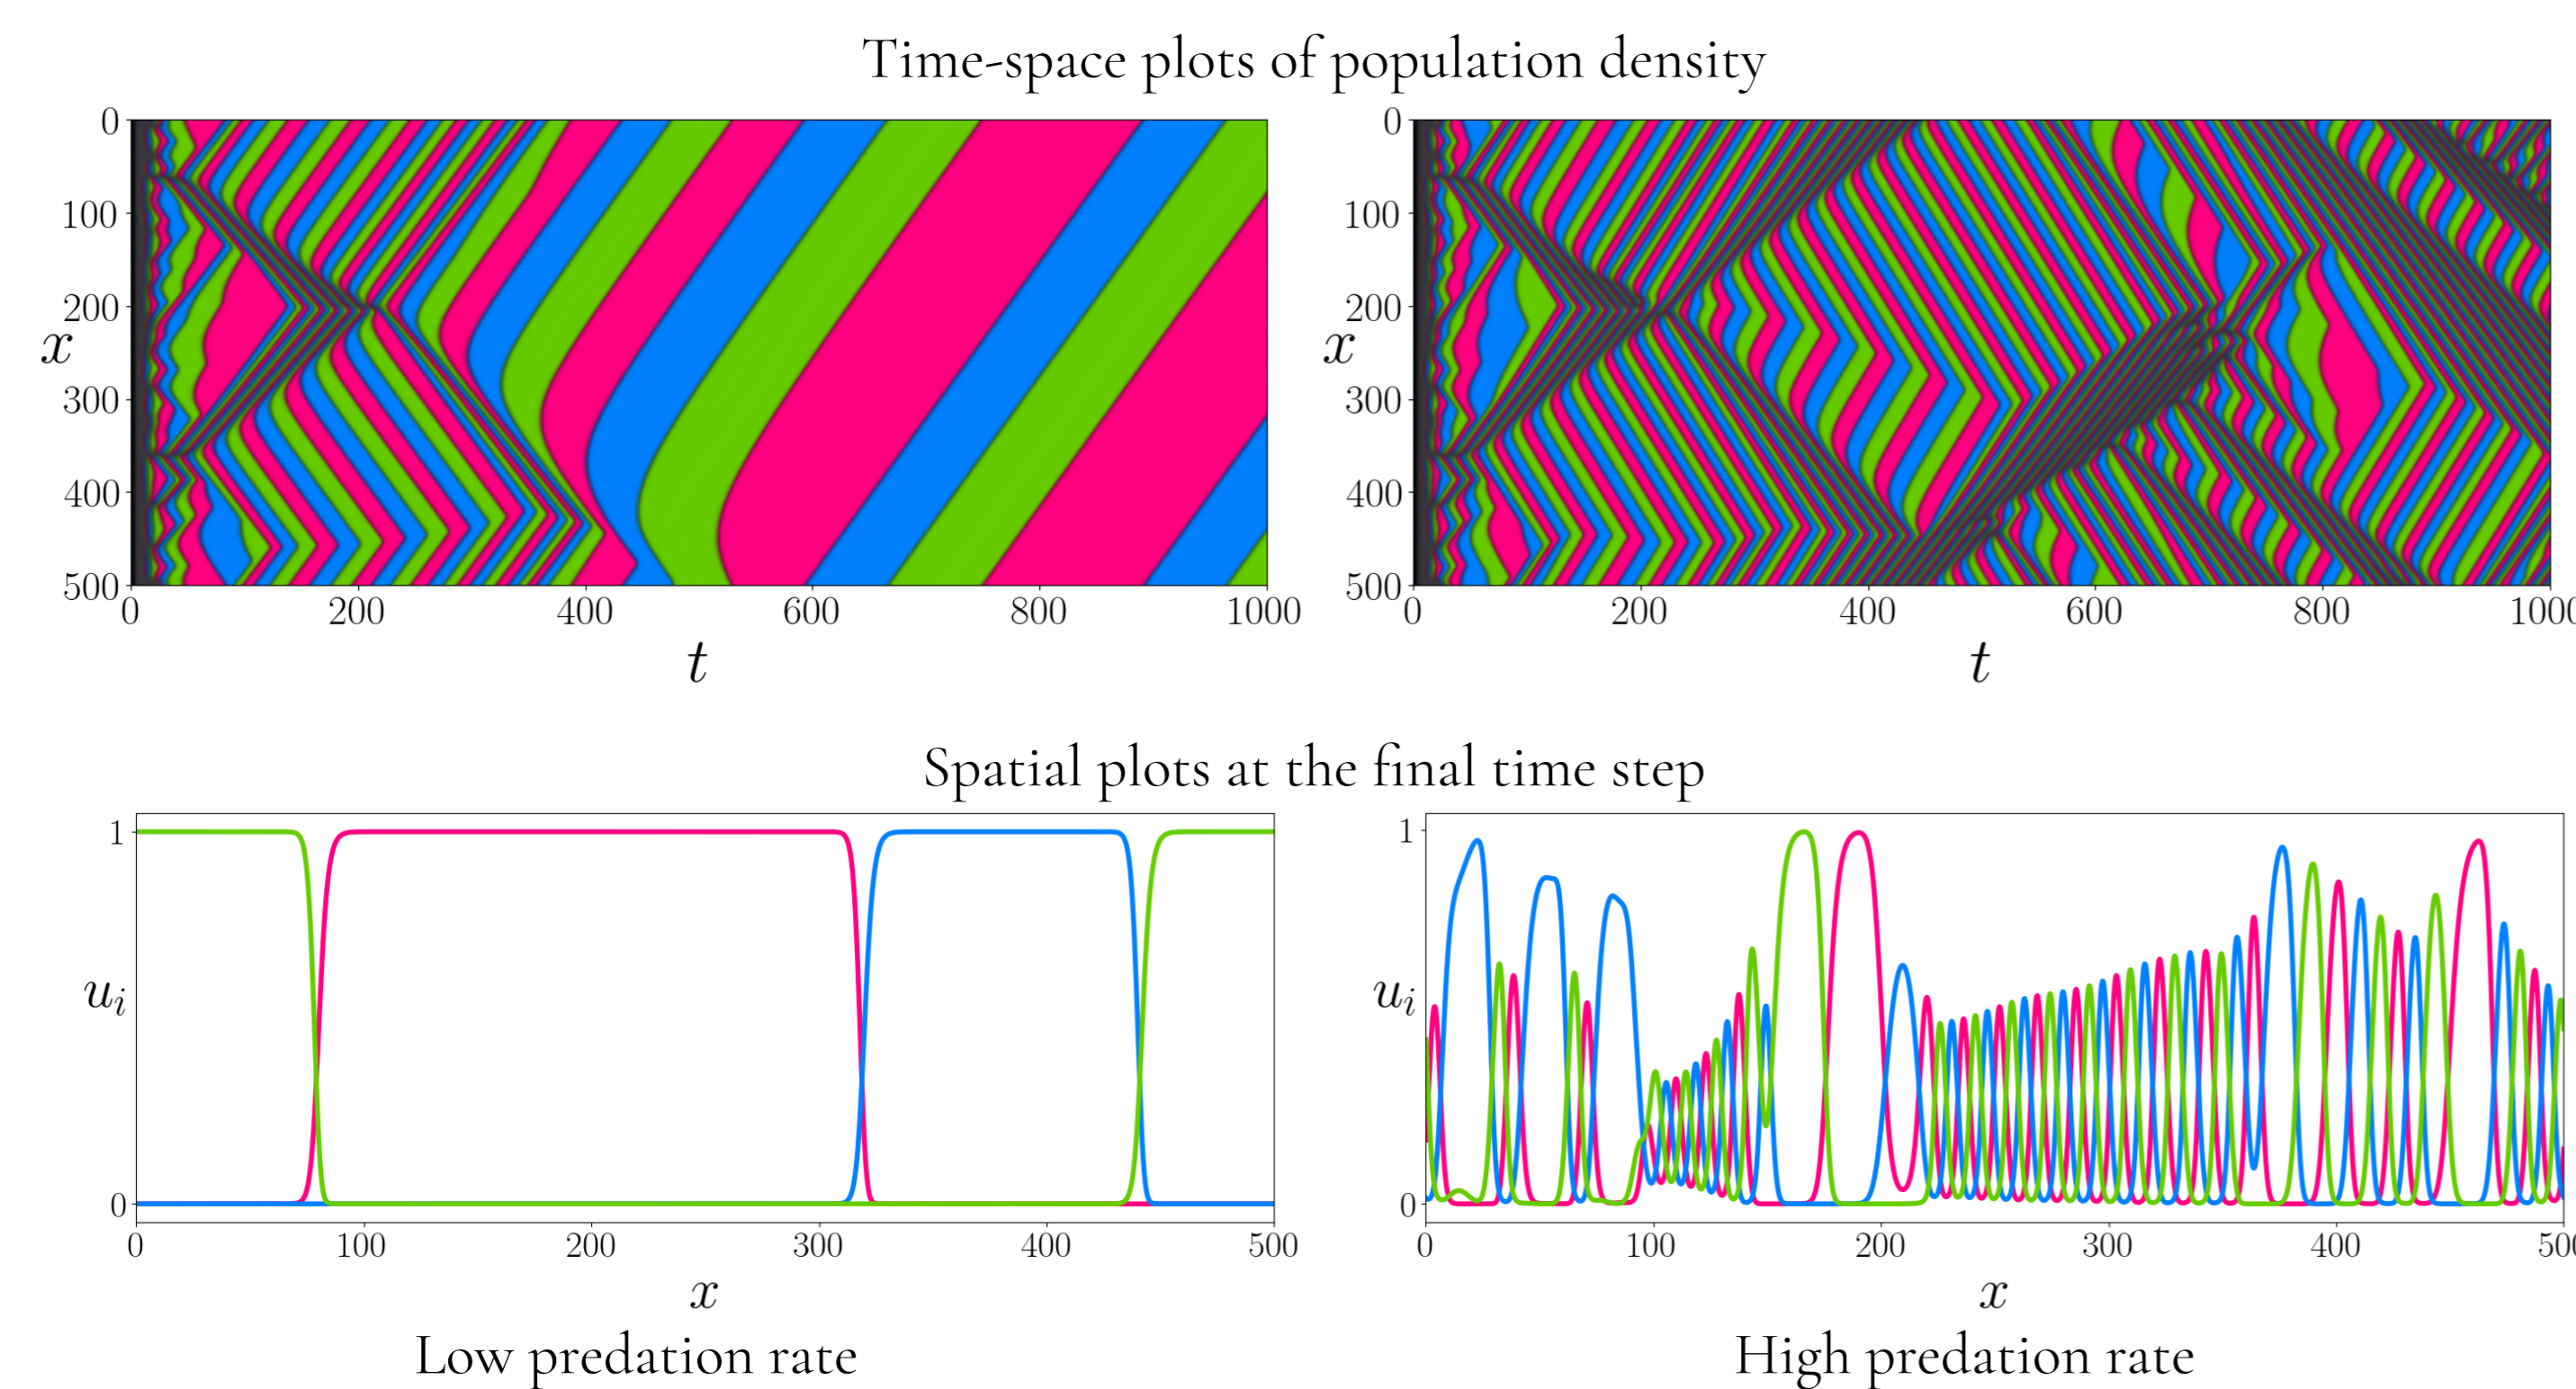 Time-space plots of population density
0
100
200
x
300
400
500
0 200 400 600 800 1000
t
0
100
200
x
300
400
500
0 200 400 600 800 1000
t
Spatial plots at the final time step
1
u_i
0
0 100 200 300 400 500
x
Low predation rate
1
u_i
0
0 100 200 300 400 500
x
High predation rate